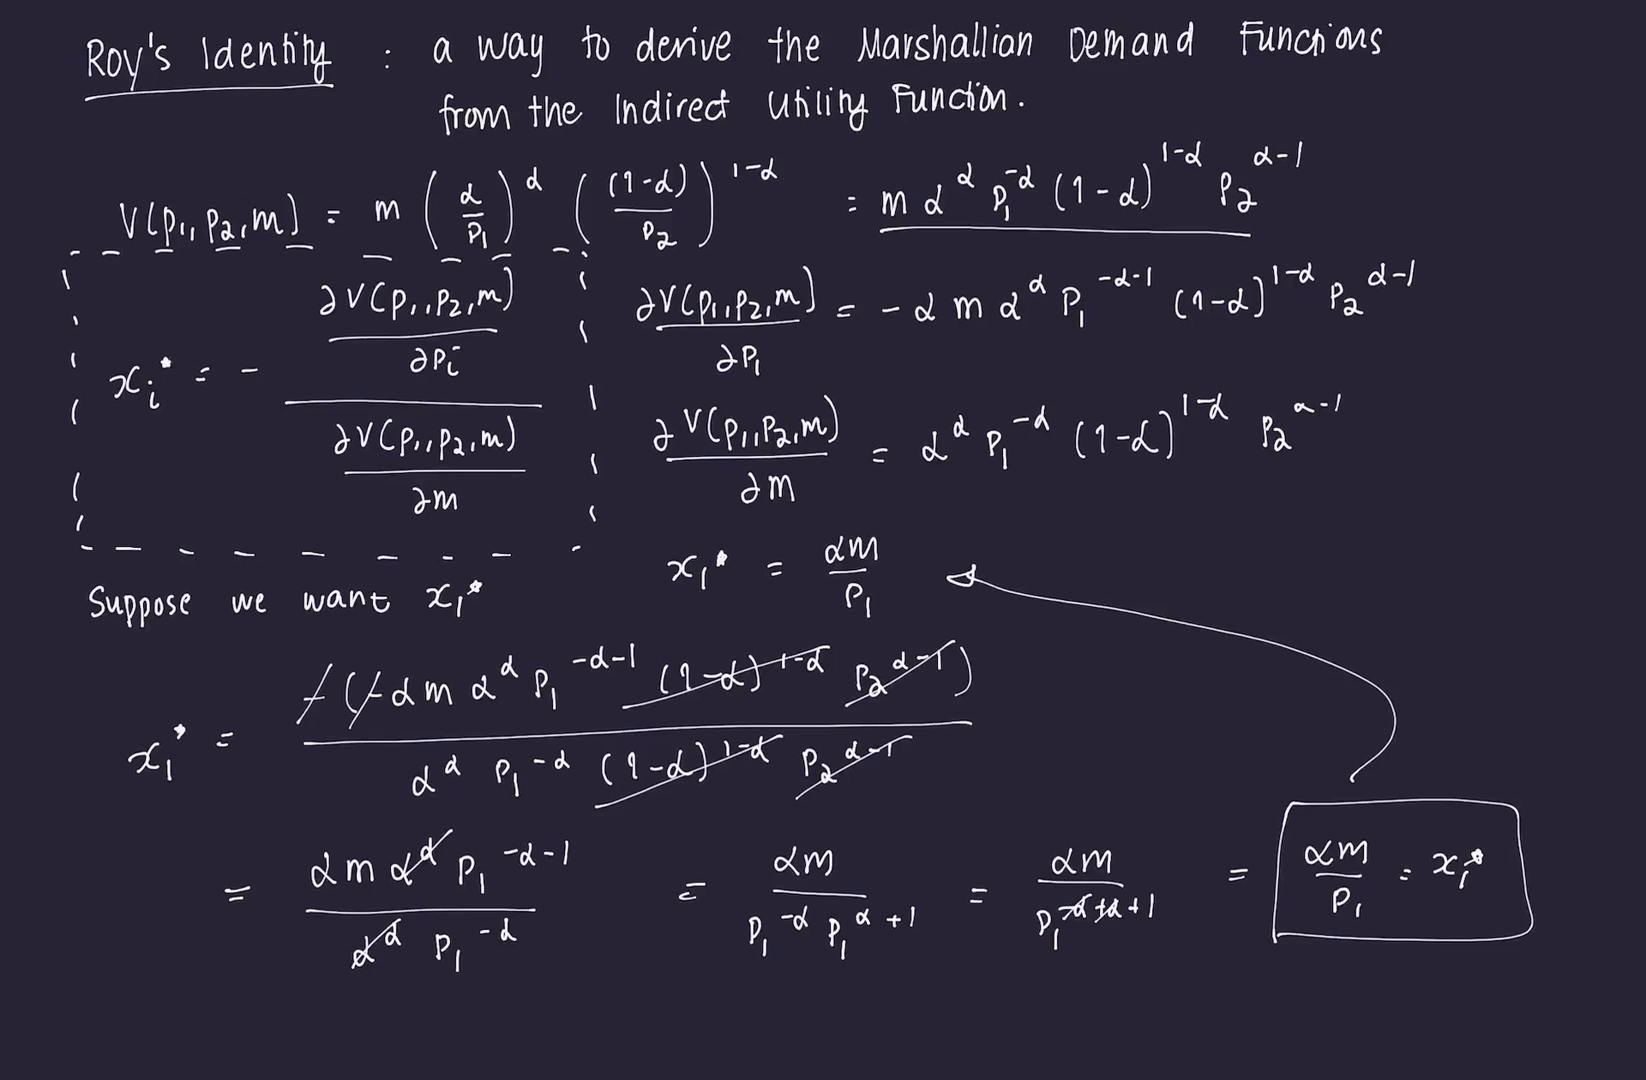 Roy's Identity : a way to derive the Marshallian Demand Functions
from the Indirect Utility Function.
V(p₁, p₂, m) = m (α/p₁)^α ((1-α)/p₂)^(1-α) = m α^α p₁^(-α) (1-α)^(1-α) p₂^(α-1)
xᵢ* = - (∂V(p₁, p₂, m)/∂pᵢ) / (∂V(p₁, p₂, m)/∂m)
∂V(p₁, p₂, m)/∂p₁ = - α m α^α p₁^(-α-1) (1-α)^(1-α) p₂^(α-1)
∂V(p₁, p₂, m)/∂m = α^α p₁^(-α) (1-α)^(1-α) p₂^(α-1)
x₁* = αm/p₁
Suppose we want x₁*
x₁* = -(-α m α^α p₁^(-α-1) (1-α)^(1-α) p₂^(α-1)) / (α^α p₁^(-α) (1-α)^(1-α) p₂^(α-1))
= (α m α^α p₁^(-α-1)) / (α^α p₁^(-α)) = αm / (p₁^(-α) p₁^(α+1)) = αm / p₁^(-α+α+1) = αm/p₁ = x₁*